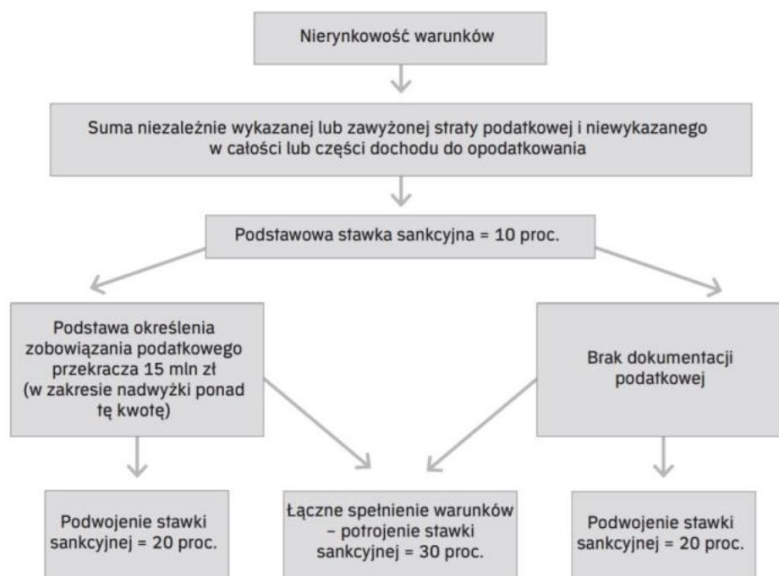 Nierynkowość warunków
Suma niezależnie wykazanej lub zawyżonej straty podatkowej i niewykazanego
w całości lub części dochodu do opodatkowania
Podstawowa stawka sankcyjna = 10 proc.
Podstawa określenia
zobowiązania podatkowego
przekracza 15 mln zł
(w zakresie nadwyżki ponad
tę kwotę)
Brak dokumentacji
podatkowej
Podwojenie stawki
sankcyjnej = 20 proc.
Łączne spełnienie warunków
– potrojenie stawki
sankcyjnej = 30 proc.
Podwojenie stawki
sankcyjnej = 20 proc.